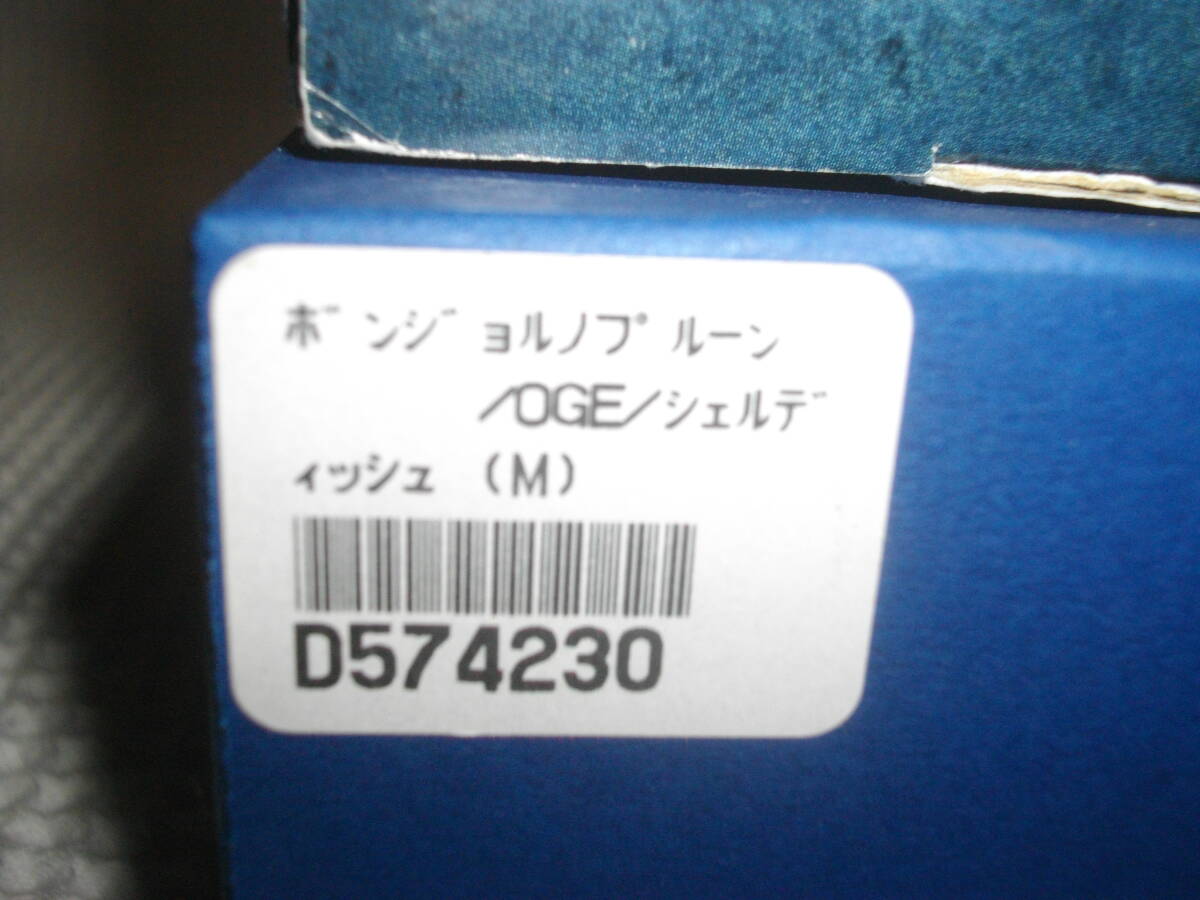 ボンジョルノプルーン
/OGE/シェルデ
ィッシュ (M)
D574230